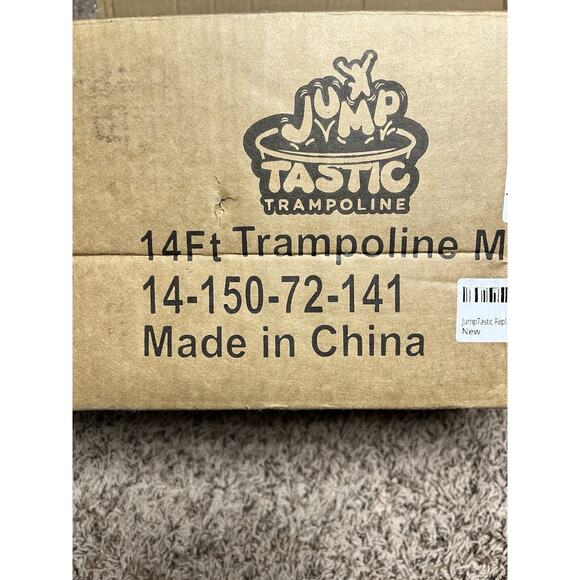 JUMP
TASTIC
TRAMPOLINE
14Ft Trampoline M
14-150-72-141
Made in China
JumpTastic Repl
New